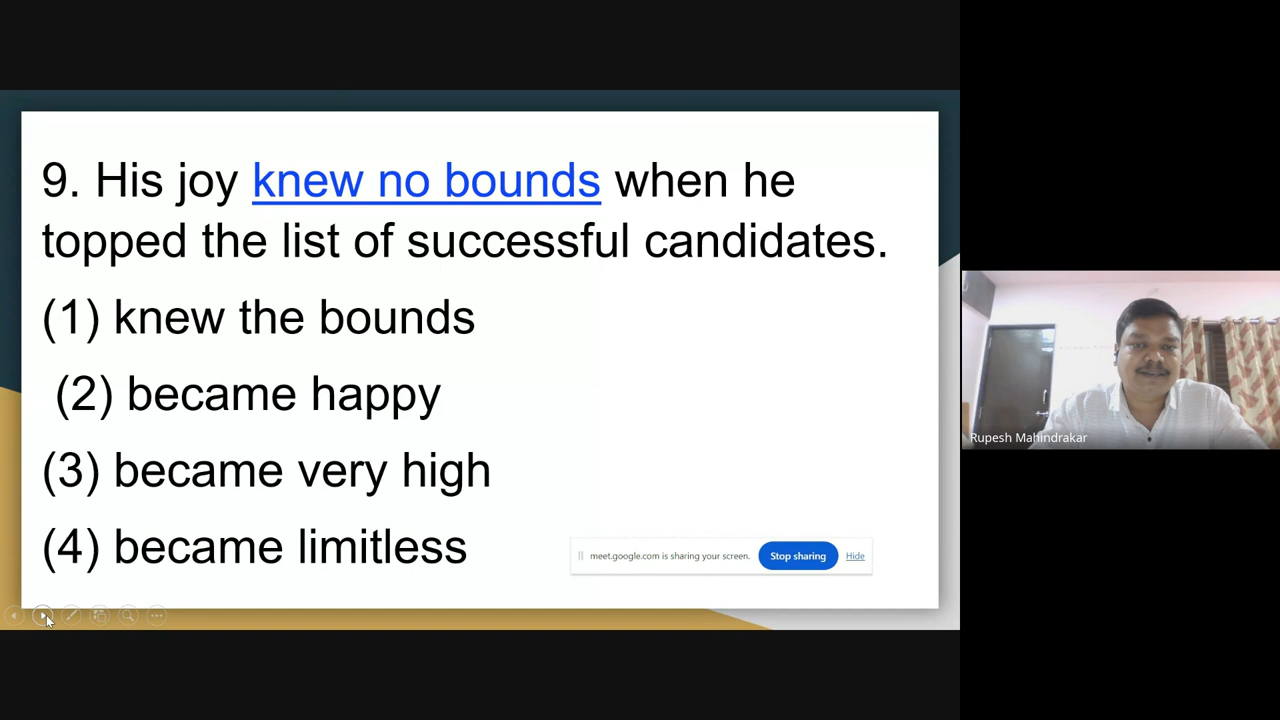 9. His joy knew no bounds when he
topped the list of successful candidates.
(1) knew the bounds
(2) became happy
(3) became very high
(4) became limitless
meet.google.com is sharing your screen. Stop sharing Hide
Rupesh Mahindrakar